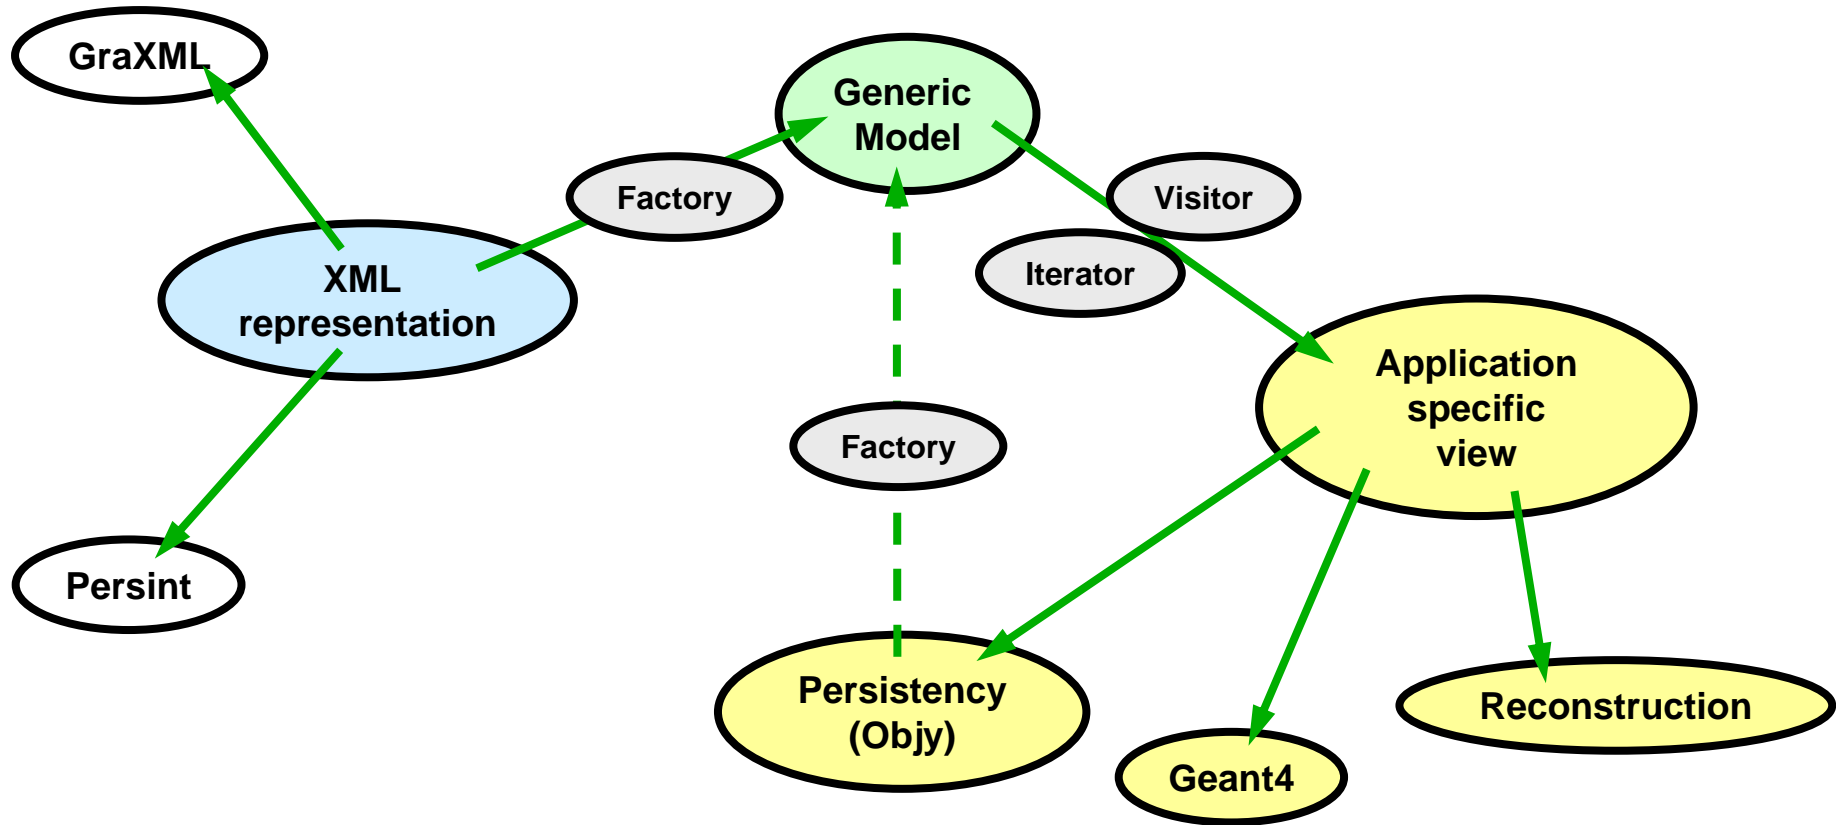 GraXML
Generic
Model
Factory
Visitor
Iterator
XML
representation
Application
specific
view
Factory
Persint
Persistency
(Objy)
Reconstruction
Geant4